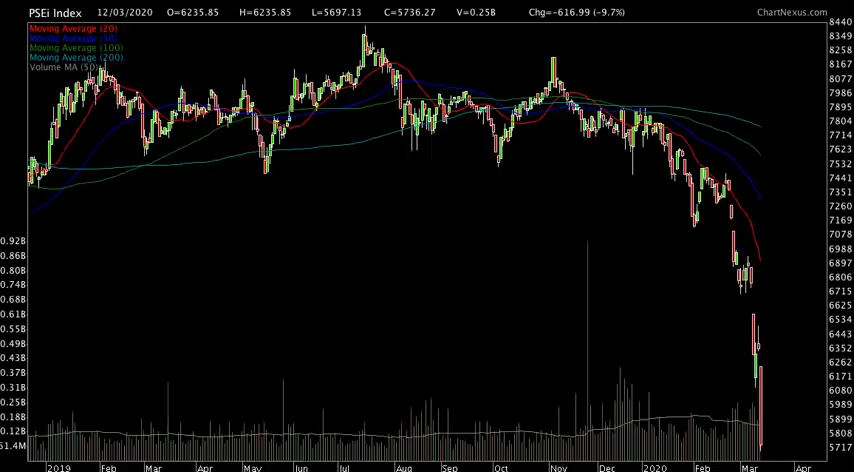 PSEi Index 12/03/2020 O=6235.85 H=6235.85 L=5697.13 C=5736.27 V=0.25B Chg=-616.99 (-9.7%) ChartNexus.com
Moving Average (20)
Moving Average (50)
Moving Average (100)
Moving Average (200)
Volume MA (50)
8440
8349
8258
8167
8077
7986
7895
7804
7714
7623
7532
7441
7351
7260
7169
7078
6988
6897
6806
6715
6625
6534
6443
6352
6262
6171
6080
5989
5899
5808
5717
0.92B
0.86B
0.80B
0.74B
0.68B
0.61B
0.55B
0.49B
0.43B
0.37B
0.31B
0.25B
0.18B
0.12B
51.4M
2019 Feb Mar Apr May Jun Jul Aug Sep Oct Nov Dec 2020 Feb Mar Apr